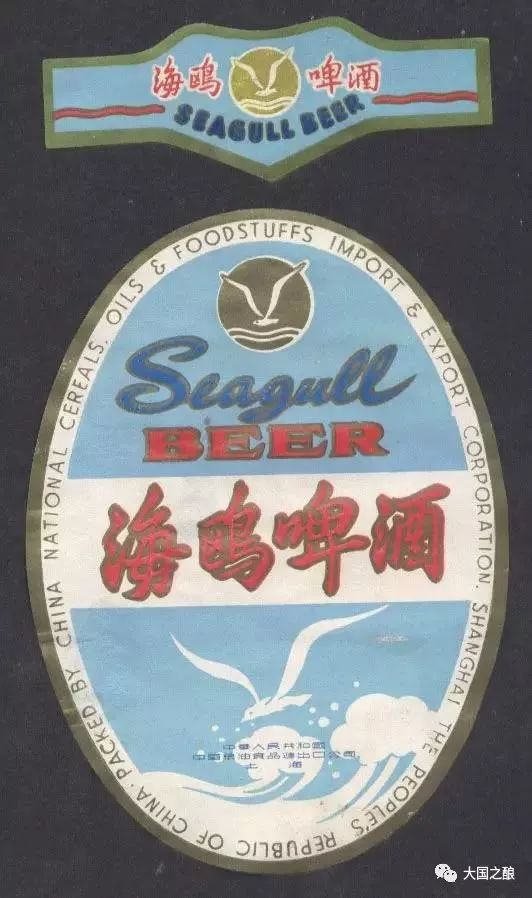 海鸥 啤酒
SEAGULL BEER
PACKED BY CHINA NATIONAL CEREALS, OILS & FOODSTUFFS IMPORT & EXPORT CORPORATION. SHANGHAI THE PEOPLE'S REPUBLIC OF CHINA
Seagull
BEER
海鸥啤酒
中華人民共和國
中國粮油食品進出口公司
上海
大国之酿